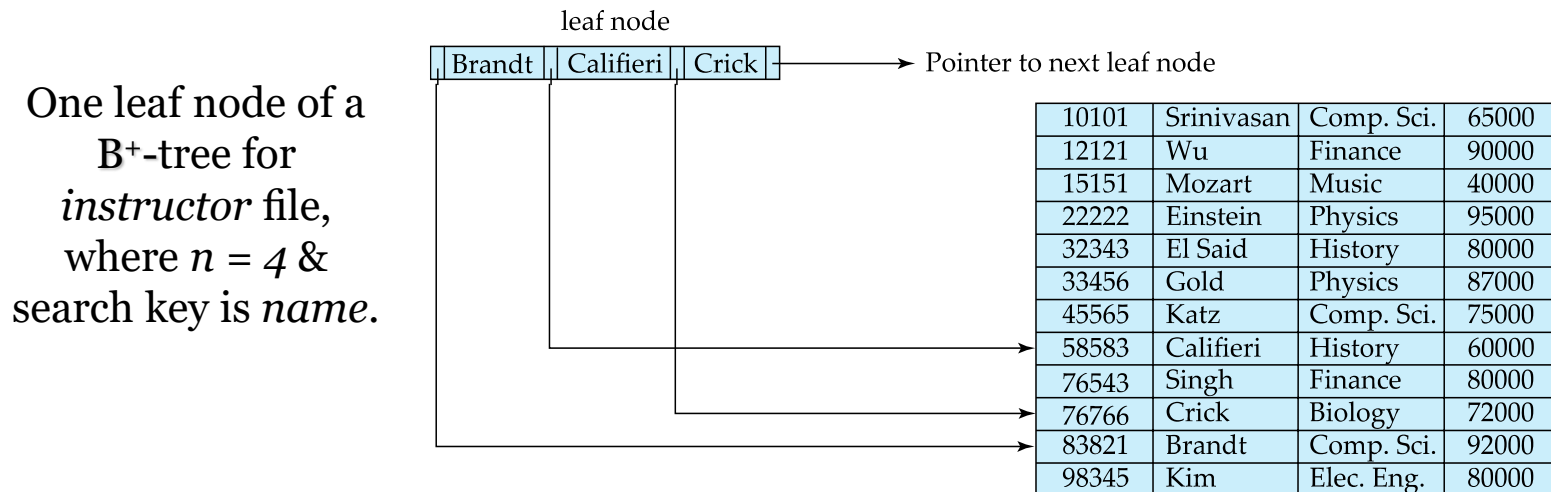 One leaf node of a
B+-tree for
instructor file,
where n = 4 &
search key is name.
leaf node
Brandt Califieri Crick
Pointer to next leaf node
10101 Srinivasan Comp. Sci. 65000
12121 Wu Finance 90000
15151 Mozart Music 40000
22222 Einstein Physics 95000
32343 El Said History 80000
33456 Gold Physics 87000
45565 Katz Comp. Sci. 75000
58583 Califieri History 60000
76543 Singh Finance 80000
76766 Crick Biology 72000
83821 Brandt Comp. Sci. 92000
98345 Kim Elec. Eng. 80000